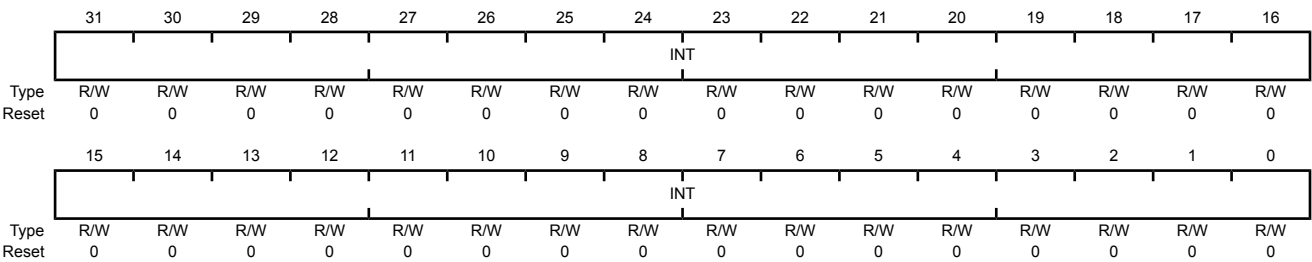 31 30 29 28 27 26 25 24 23 22 21 20 19 18 17 16
INT
Type R/W R/W R/W R/W R/W R/W R/W R/W R/W R/W R/W R/W R/W R/W R/W R/W
Reset 0 0 0 0 0 0 0 0 0 0 0 0 0 0 0 0
15 14 13 12 11 10 9 8 7 6 5 4 3 2 1 0
INT
Type R/W R/W R/W R/W R/W R/W R/W R/W R/W R/W R/W R/W R/W R/W R/W R/W
Reset 0 0 0 0 0 0 0 0 0 0 0 0 0 0 0 0